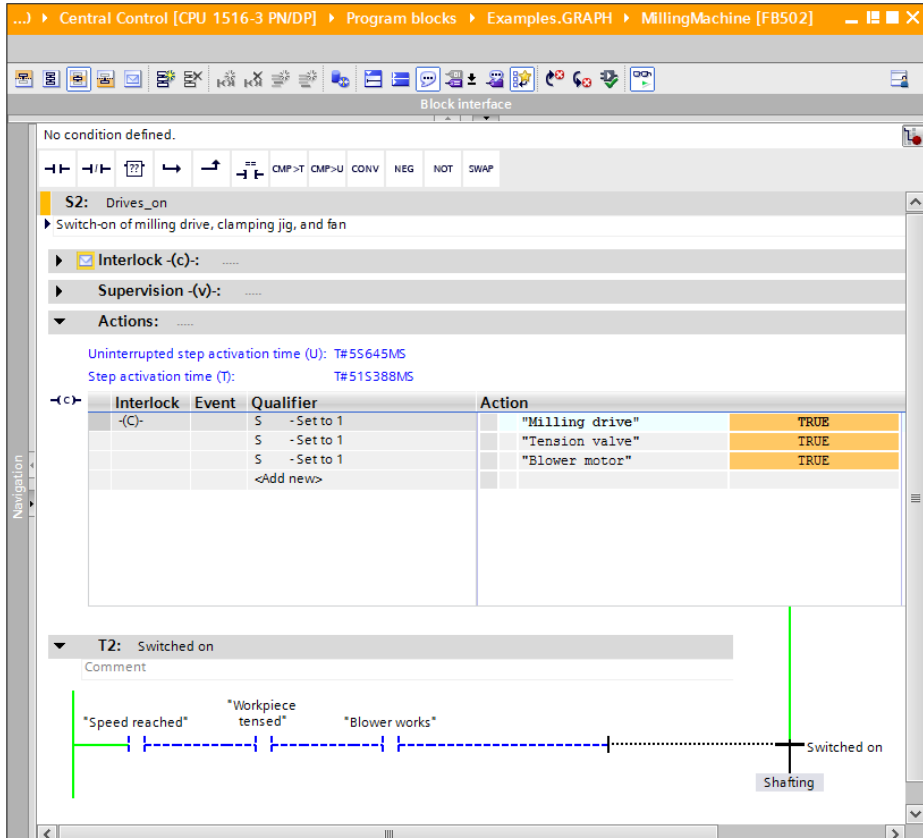 ...) ▸ Central Control [CPU 1516-3 PN/DP] ▸ Program blocks ▸ Examples.GRAPH ▸ MillingMachine [FB502]
Block interface
No condition defined.
?? == CMP>T CMP>U CONV NEG NOT SWAP
S2: Drives_on
Switch-on of milling drive, clamping jig, and fan
Interlock -(c)-: .....
Supervision -(v)-: .....
Actions: .....
Uninterrupted step activation time (U): T#5S645MS
Step activation time (T): T#51S388MS
(c) Interlock Event Qualifier Action
-(C)- S - Set to 1 "Milling drive" TRUE
S - Set to 1 "Tension valve" TRUE
S - Set to 1 "Blower motor" TRUE
<Add new>
Navigation
T2: Switched on
Comment
"Workpiece
"Speed reached" tensed" "Blower works"
Switched on
Shafting